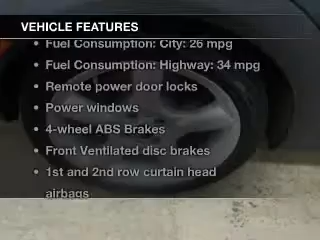 VEHICLE FEATURES
• Fuel Consumption: City: 26 mpg
• Fuel Consumption: Highway: 34 mpg
• Remote power door locks
• Power windows
• 4-wheel ABS Brakes
• Front Ventilated disc brakes
• 1st and 2nd row curtain head
airbags